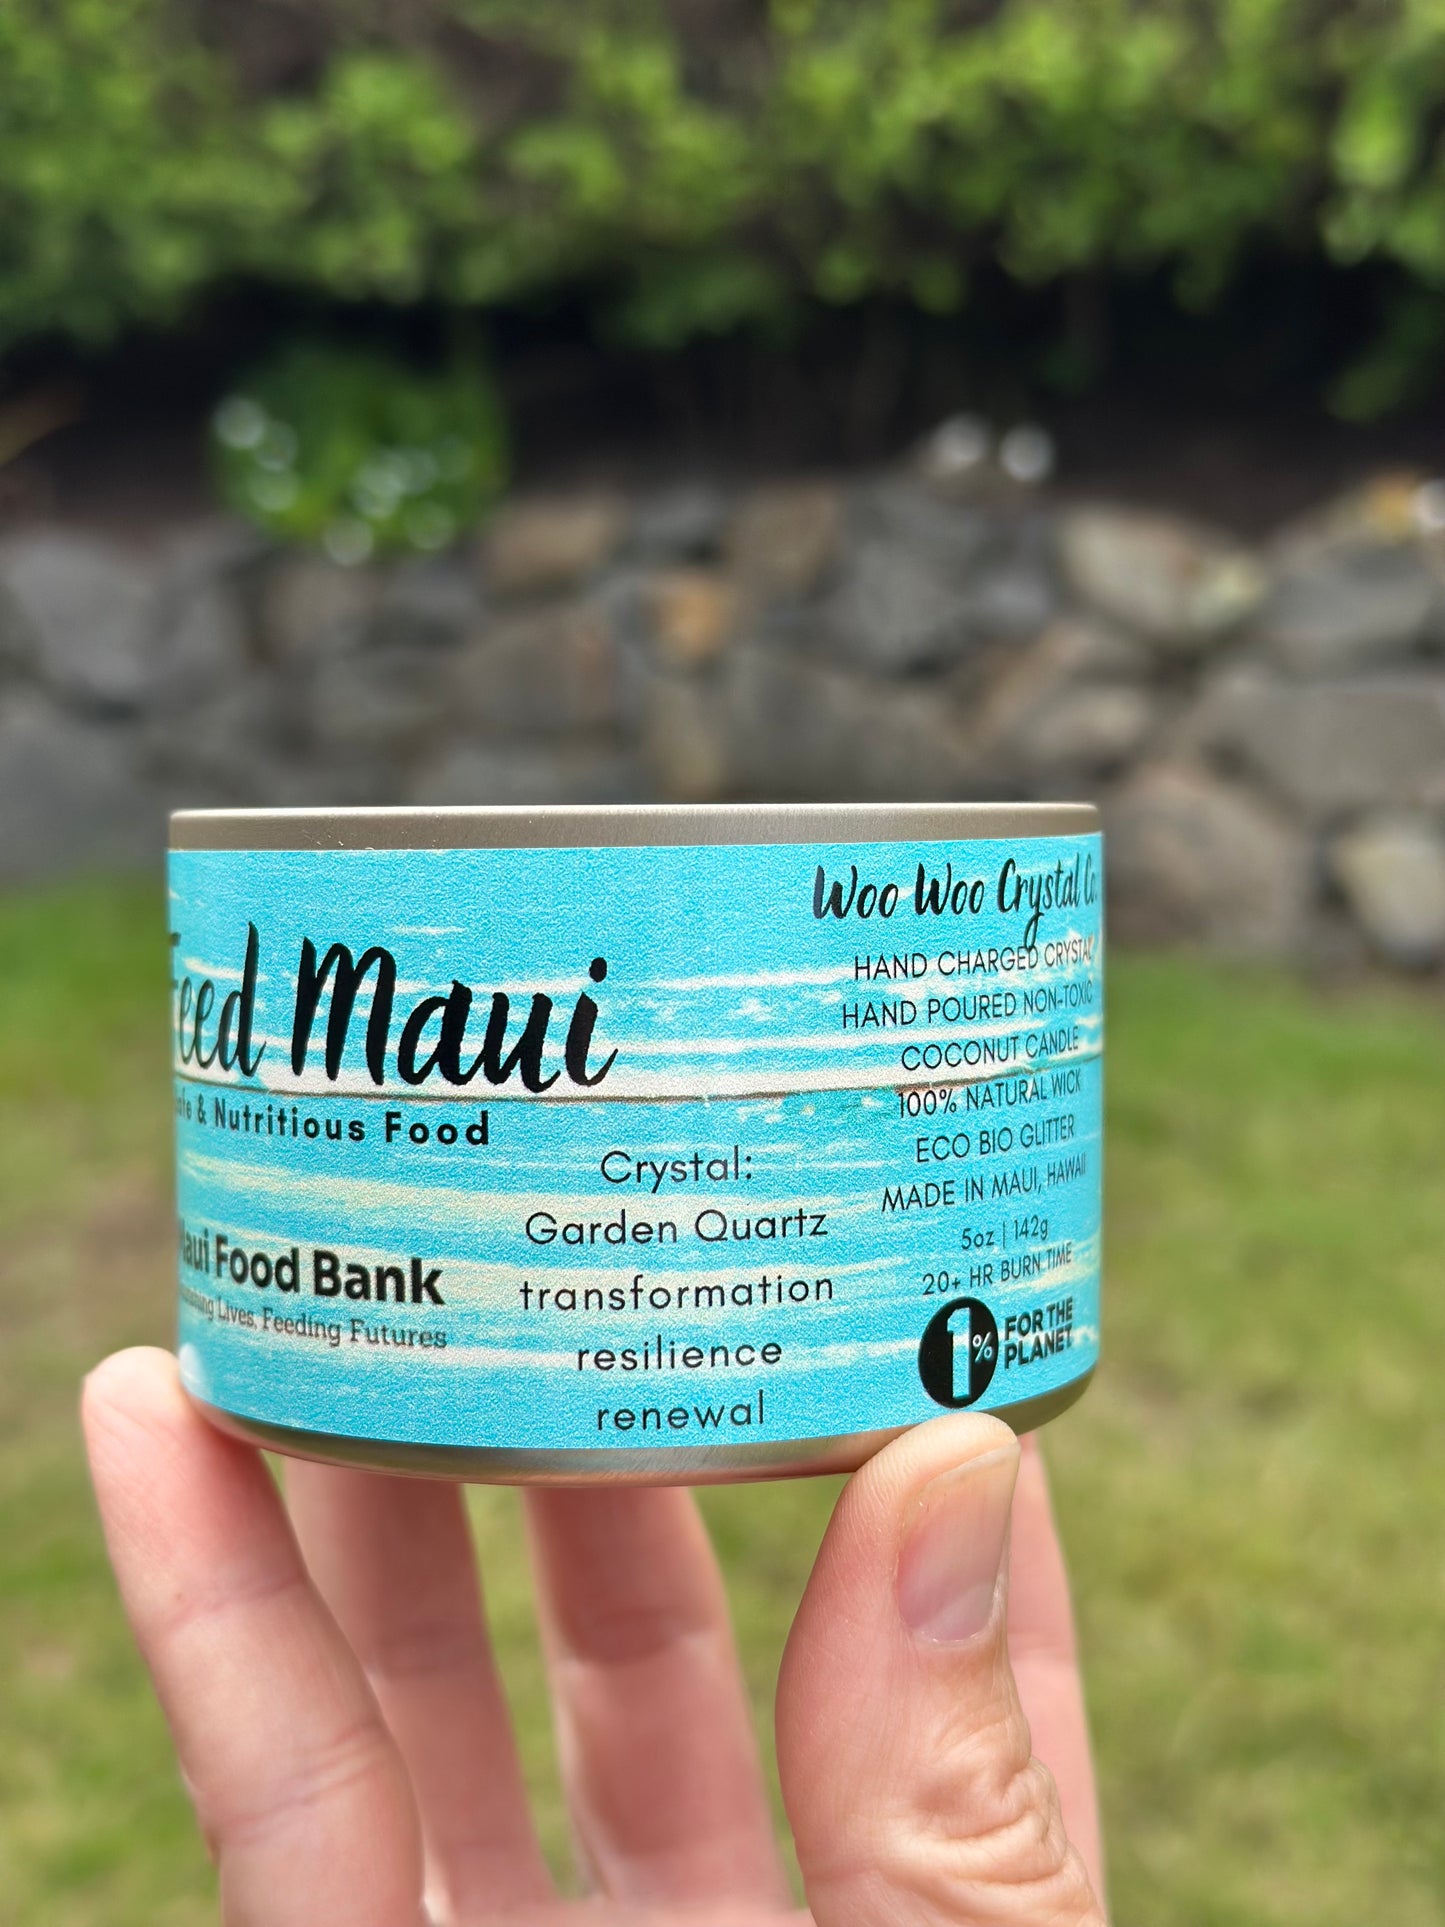 Feed Maui
& Nutritious Food
Food Bank
Lives, Feeding Futures
Crystal:
Garden Quartz
transformation
resilience
renewal
Woo Woo Crystal Co.
HAND CHARGED CRYSTAL
HAND POURED NON-TOXIC
COCONUT CANDLE
100% NATURAL WICK
ECO BIO GLITTER
MADE IN MAUI, HAWAII
5oz | 142g
20+ HR BURN TIME
1% FOR THE
PLANET.